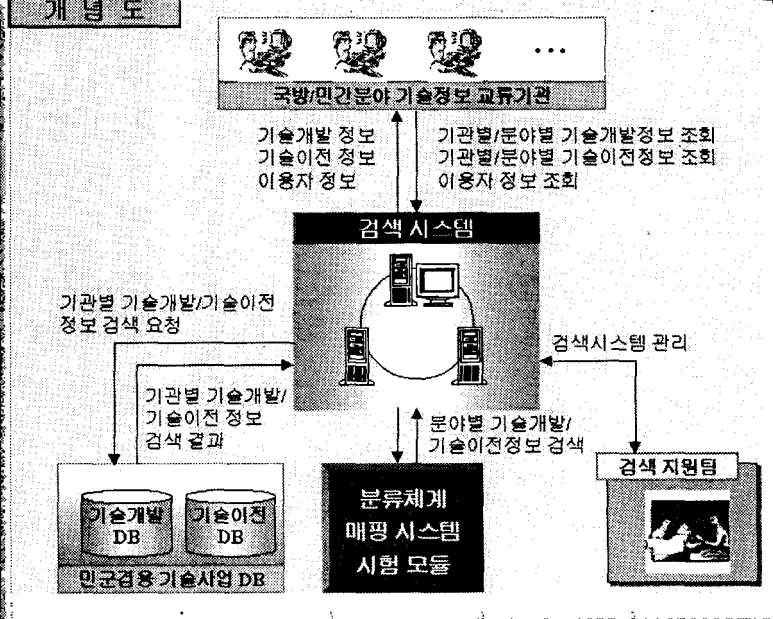 개 념 도
...
국방/민간분야 기술정보 교류기관
기술개발 정보
기술이전 정보
이용자 정보
기관별/분야별 기술개발정보 조회
기관별/분야별 기술이전정보 조회
이용자 정보 조회
검색 시스템
기관별 기술개발/기술이전
정보 검색 요청
검색시스템 관리
기관별 기술개발/
기술이전 정보
검색 결과
분야별 기술개발/
기술이전정보 검색
검색 지원팀
기술개발
DB
기술이전
DB
민군겸용 기술사업 DB
분류체계
매핑 시스템
시험 모듈